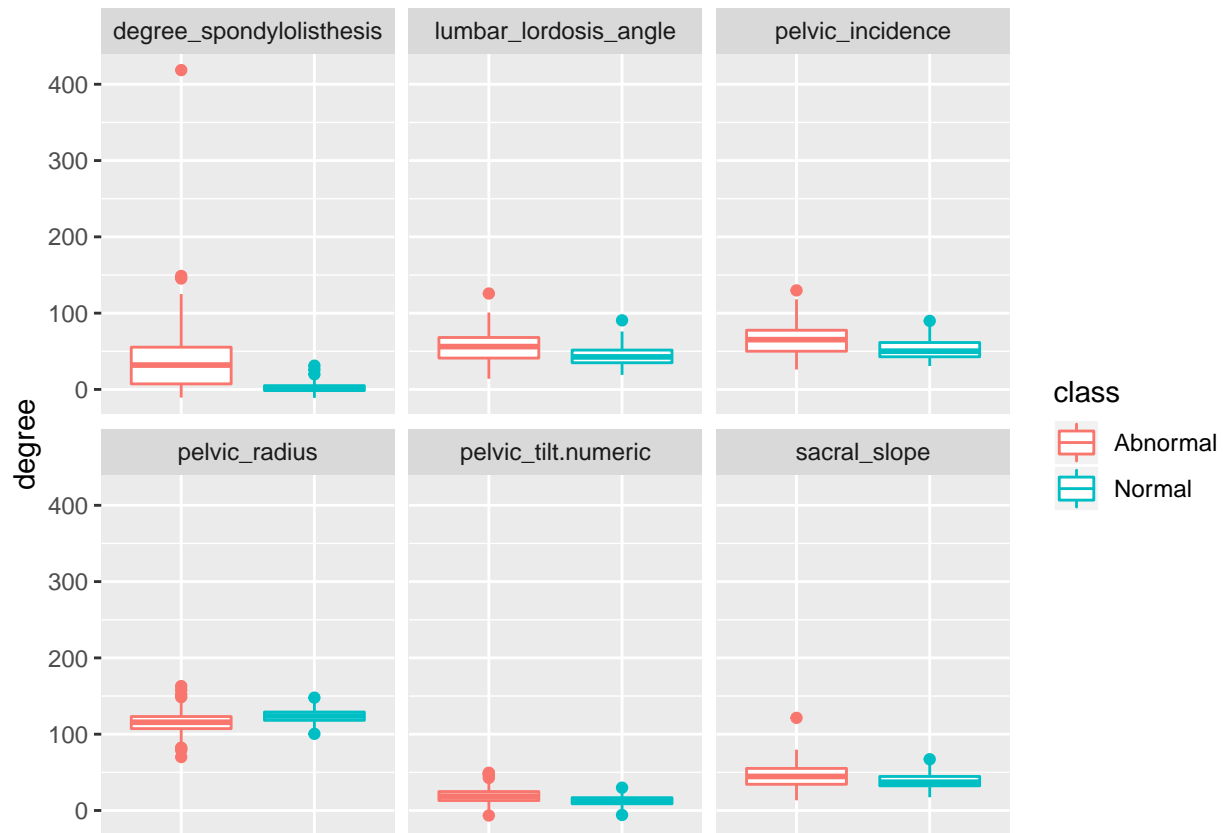 degree_spondylolisthesis
lumbar_lordosis_angle
pelvic_incidence
400
300
200
100
0
pelvic_radius
pelvic_tilt.numeric
sacral_slope
400
300
200
100
0
degree
class
Abnormal
Normal